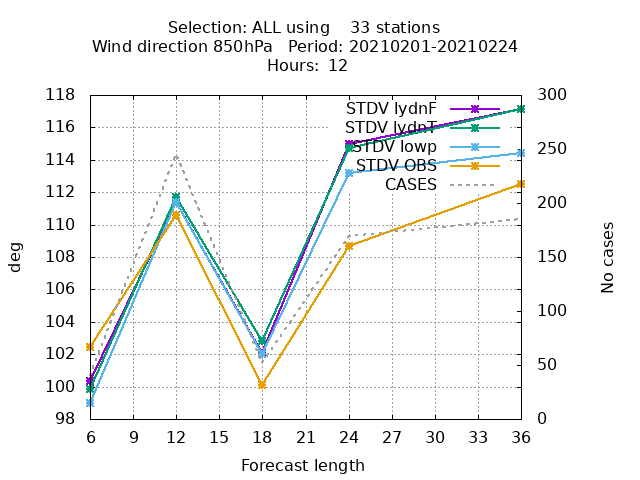 Selection: ALL using 33 stations
Wind direction 850hPa Period: 20210201-20210224
Hours: 12
118
116
114
112
110
108
106
104
102
100
98
300
250
200
150
100
50
0
STDV lydnF
STDV lydnT
STDV lowp
STDV OBS
CASES
deg
No cases
6 9 12 15 18 21 24 27 30 33 36
Forecast length